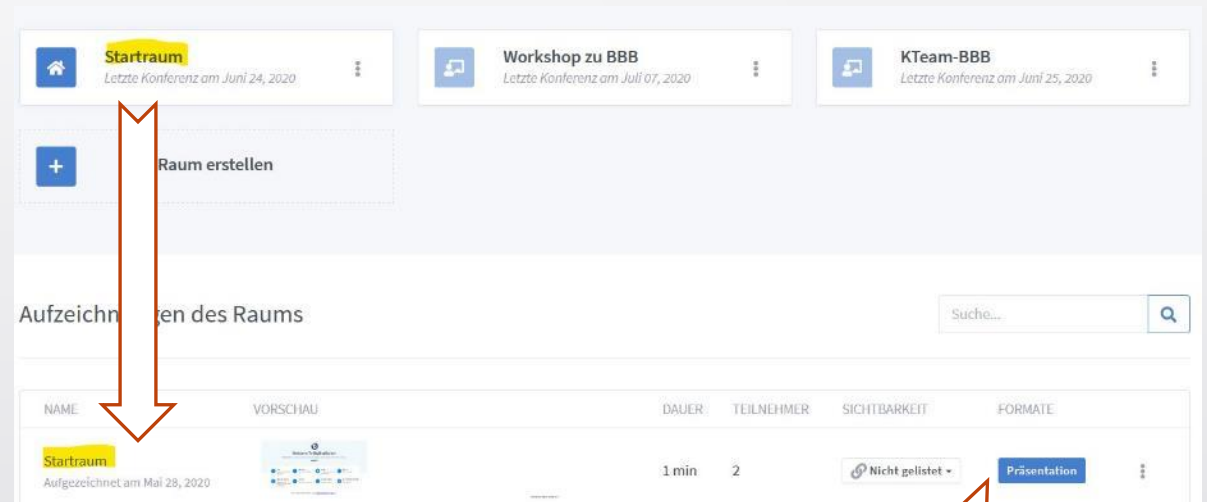 Startraum
Letzte Konferenz am Juni 24, 2020
Workshop zu BBB
Letzte Konferenz am Juli 07, 2020
KTeam-BBB
Letzte Konferenz am Juni 25, 2020
Raum erstellen
Aufzeichn gen des Raums
Suche...
NAME VORSCHAU DAUER TEILNEHMER SICHTBARKEIT FORMATE
Startraum
Aufgezeichnet am Mai 28, 2020
1 min 2 Nicht gelistet Präsentation